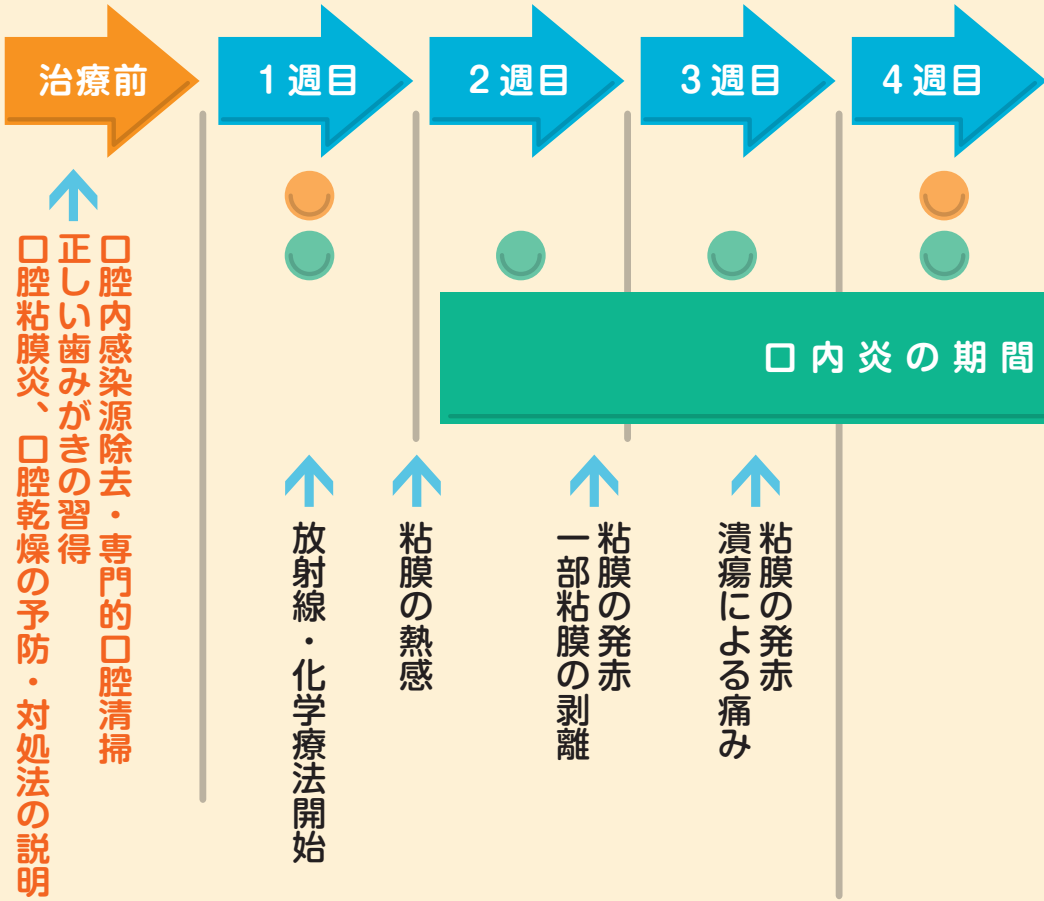 治療前
1週目
2週目
3週目
4週目
口腔内感染源除去・専門的口腔清掃
正しい歯みがきの習得
口腔粘膜炎、口腔乾燥の予防・対処法の説明
口内炎の期間
放射線・化学療法開始
粘膜の熱感
粘膜の発赤
一部粘膜の剥離
粘膜の発赤
潰瘍による痛み